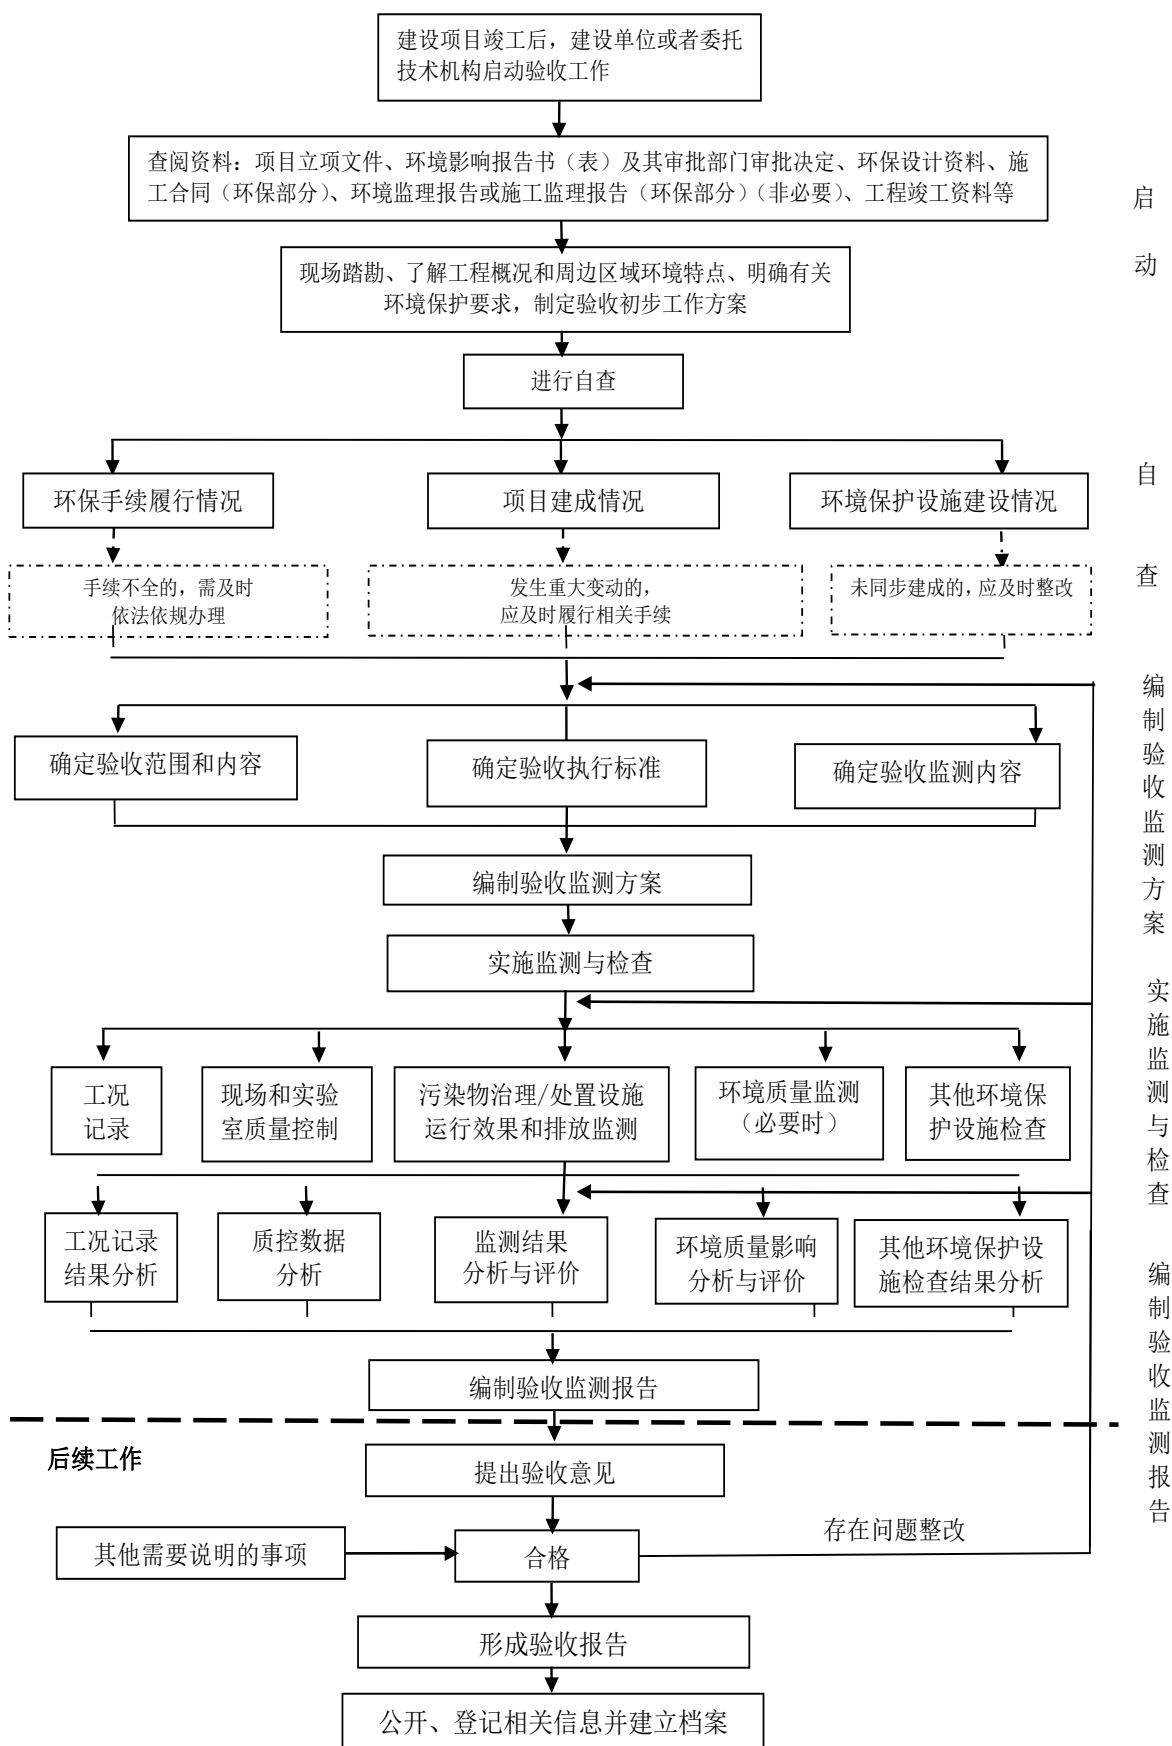 建设项目竣工后，建设单位或者委托
技术机构启动验收工作
查阅资料：项目立项文件、环境影响报告书（表）及其审批部门审批决定、环保设计资料、施
工合同（环保部分）、环境监理报告或施工监理报告（环保部分）（非必要）、工程竣工资料等
现场踏勘、了解工程概况和周边区域环境特点、明确有关
环境保护要求，制定验收初步工作方案
进行自查
启
动
环保手续履行情况
项目建成情况
环境保护设施建设情况
手续不全的，需及时
依法依规办理
发生重大变动的，
应及时履行相关手续
未同步建成的，应及时整改
自
查
确定验收范围和内容
确定验收执行标准
确定验收监测内容
编制验收监测方案
编
制
验
收
监
测
方
案
实施监测与检查
工况
记录
现场和实验
室质量控制
污染物治理/处置设施
运行效果和排放监测
环境质量监测
（必要时）
其他环境保
护设施检查
实
施
监
测
与
检
查
工况记录
结果分析
质控数据
分析
监测结果
分析与评价
环境质量影响
分析与评价
其他环境保护设
施检查结果分析
编制验收监测报告
编
制
验
收
监
测
报
告
后续工作
提出验收意见
其他需要说明的事项
合格
存在问题整改
形成验收报告
公开、登记相关信息并建立档案